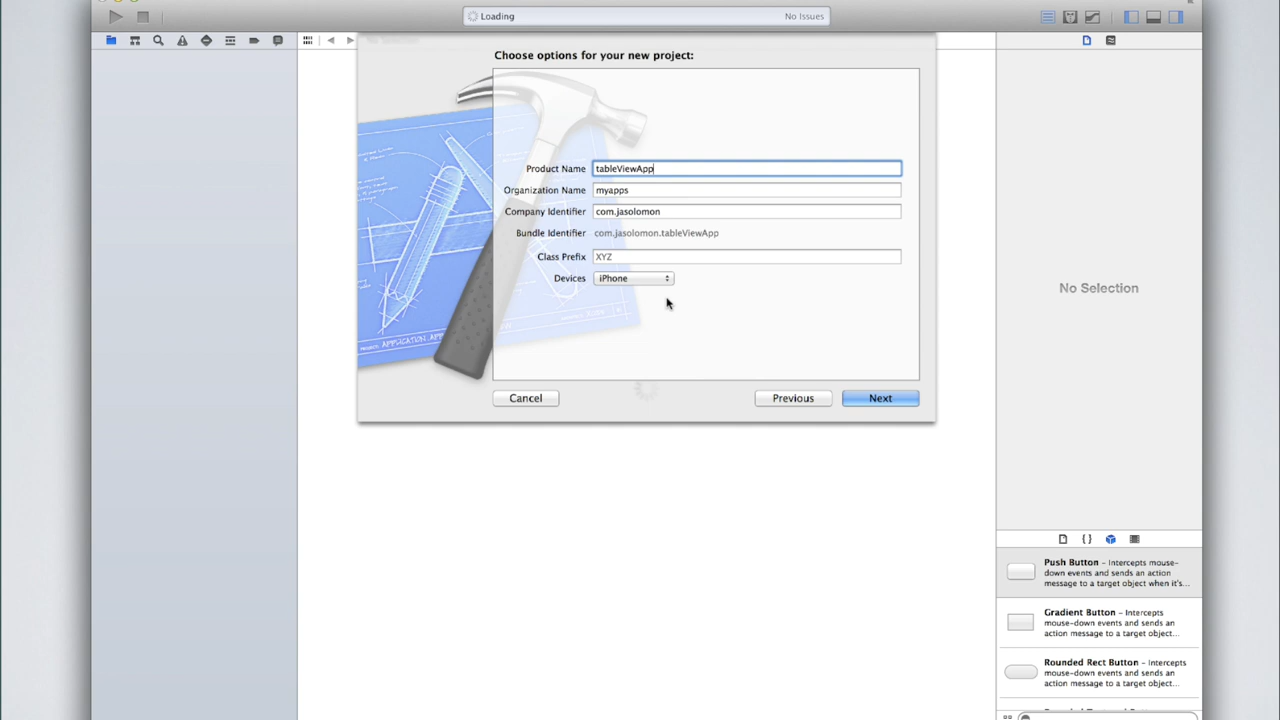 Loading
No Issues
Choose options for your new project:
Product Name tableViewApp
Organization Name myapps
Company Identifier com.jasolomon
Bundle Identifier com.jasolomon.tableViewApp
Class Prefix XYZ
Devices iPhone
Cancel
Previous
Next
No Selection
{ }
Push Button – Intercepts mouse-
down events and sends an action
message to a target object when it's...
Gradient Button – Intercepts
mouse-down events and sends an
action message to a target object...
Rounded Rect Button – Intercepts
mouse-down events and sends an
action message to a target object...